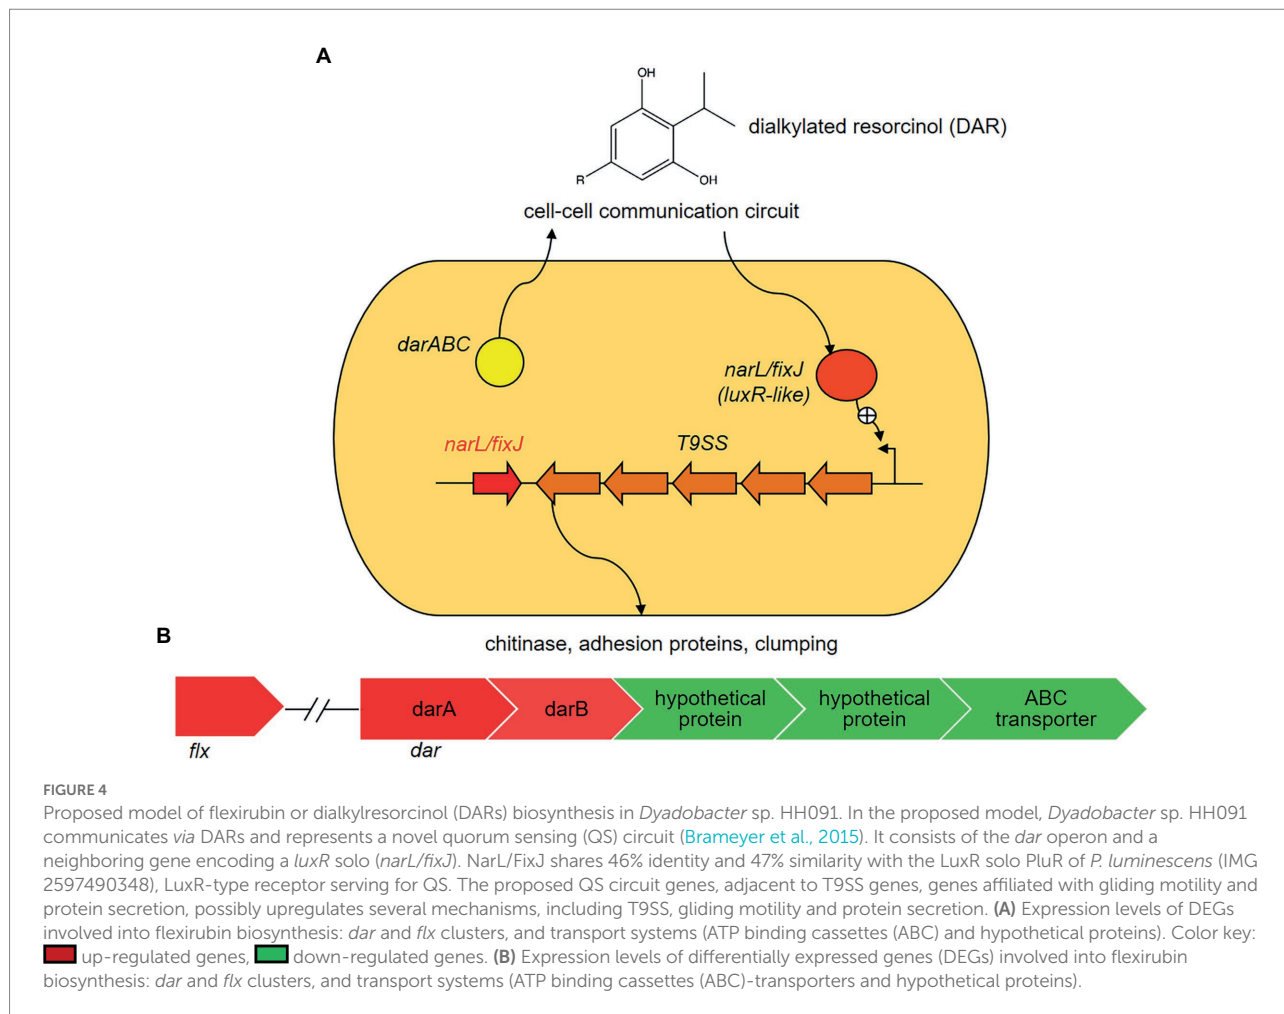 A
OH
dialkylated resorcinol (DAR)
R
OH
cell-cell communication circuit
darABC
narL/fixJ
(luxR-like)
narL/fixJ
T9SS
chitinase, adhesion proteins, clumping
B
darA
darB
hypothetical
protein
hypothetical
protein
ABC
transporter
flx
dar
FIGURE 4
Proposed model of flexirubin or dialkylresorcinol (DARs) biosynthesis in Dyadobacter sp. HH091. In the proposed model, Dyadobacter sp. HH091
communicates via DARs and represents a novel quorum sensing (QS) circuit (Brameyer et al., 2015). It consists of the dar operon and a
neighboring gene encoding a luxR solo (narL/fixJ). NarL/FixJ shares 46% identity and 47% similarity with the LuxR solo PluR of P. luminescens (IMG
2597490348), LuxR-type receptor serving for QS. The proposed QS circuit genes, adjacent to T9SS genes, genes affiliated with gliding motility and
protein secretion, possibly upregulates several mechanisms, including T9SS, gliding motility and protein secretion. (A) Expression levels of DEGs
involved into flexirubin biosynthesis: dar and flx clusters, and transport systems (ATP binding cassettes (ABC) and hypothetical proteins). Color key:
up-regulated genes, down-regulated genes. (B) Expression levels of differentially expressed genes (DEGs) involved into flexirubin
biosynthesis: dar and flx clusters, and transport systems (ATP binding cassettes (ABC)-transporters and hypothetical proteins).